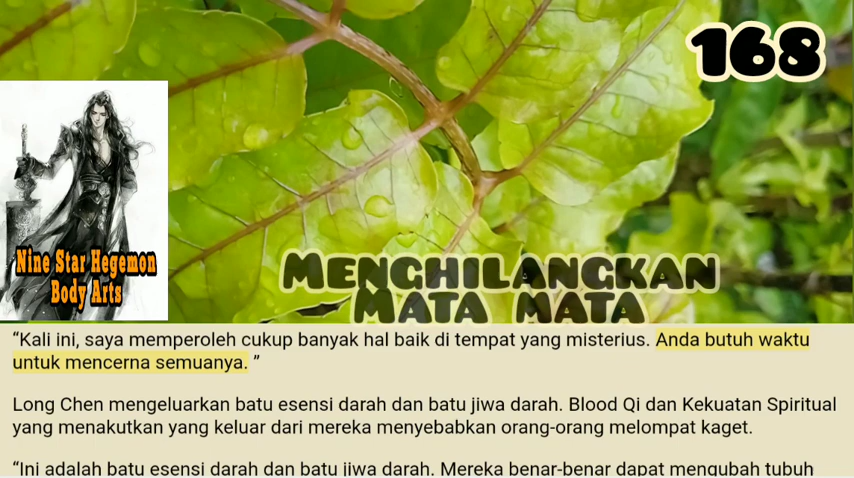 168
Nine Star Hegemon
Body Arts
MENGHILANGKAN
MATA MATA
“Kali ini, saya memperoleh cukup banyak hal baik di tempat yang misterius. Anda butuh waktu
untuk mencerna semuanya. ”
Long Chen mengeluarkan batu esensi darah dan batu jiwa darah. Blood Qi dan Kekuatan Spiritual
yang menakutkan yang keluar dari mereka menyebabkan orang-orang melompat kaget.
“Ini adalah batu esensi darah dan batu jiwa darah. Mereka benar-benar dapat mengubah tubuh